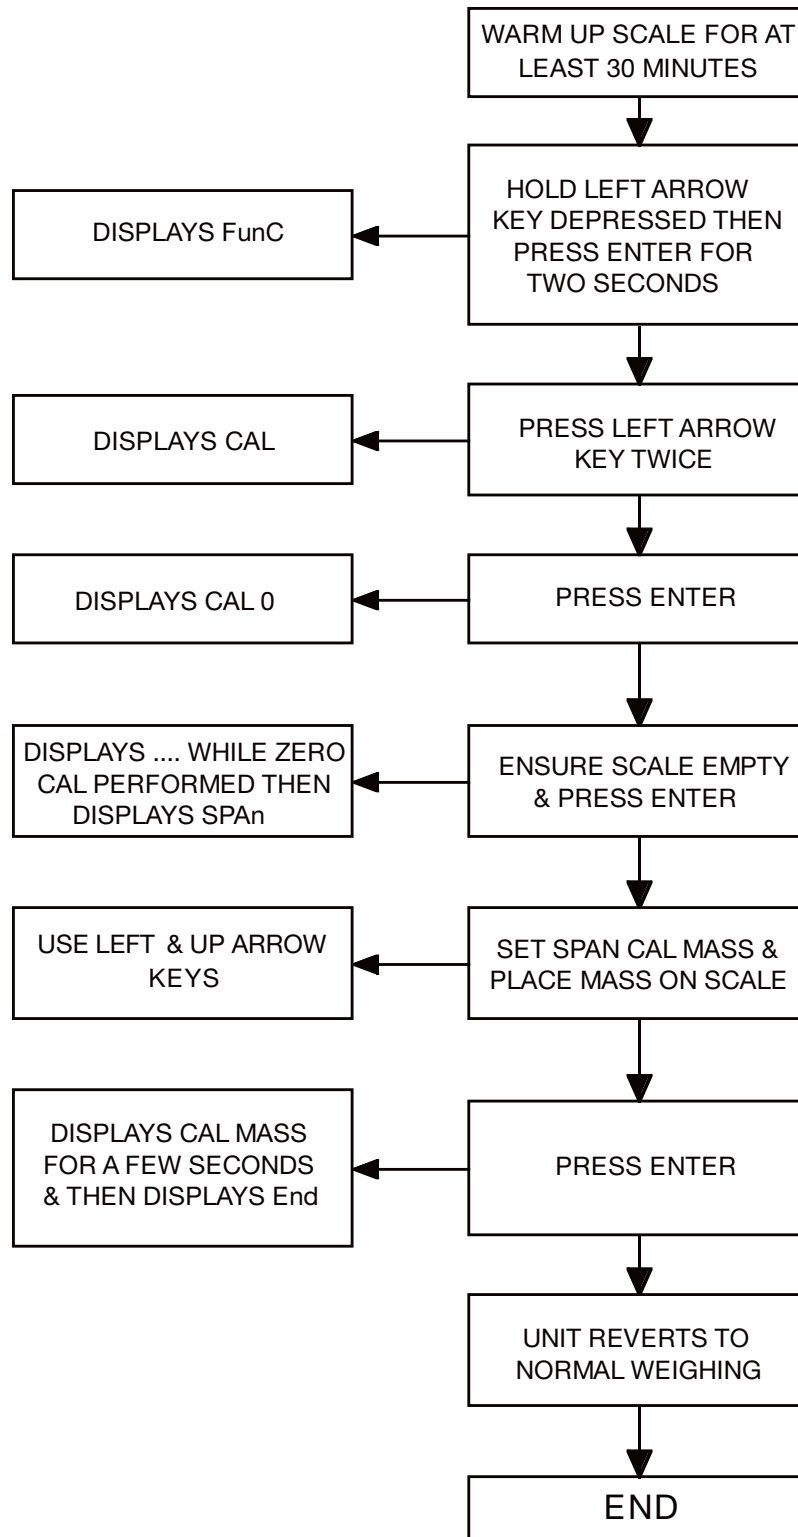 WARM UP SCALE FOR AT
LEAST 30 MINUTES
HOLD LEFT ARROW
KEY DEPRESSED THEN
PRESS ENTER FOR
TWO SECONDS
DISPLAYS FunC
PRESS LEFT ARROW
KEY TWICE
DISPLAYS CAL
PRESS ENTER
DISPLAYS CAL 0
ENSURE SCALE EMPTY
& PRESS ENTER
DISPLAYS .... WHILE ZERO
CAL PERFORMED THEN
DISPLAYS SPAn
SET SPAN CAL MASS &
PLACE MASS ON SCALE
USE LEFT & UP ARROW
KEYS
PRESS ENTER
DISPLAYS CAL MASS
FOR A FEW SECONDS
& THEN DISPLAYS End
UNIT REVERTS TO
NORMAL WEIGHING
END